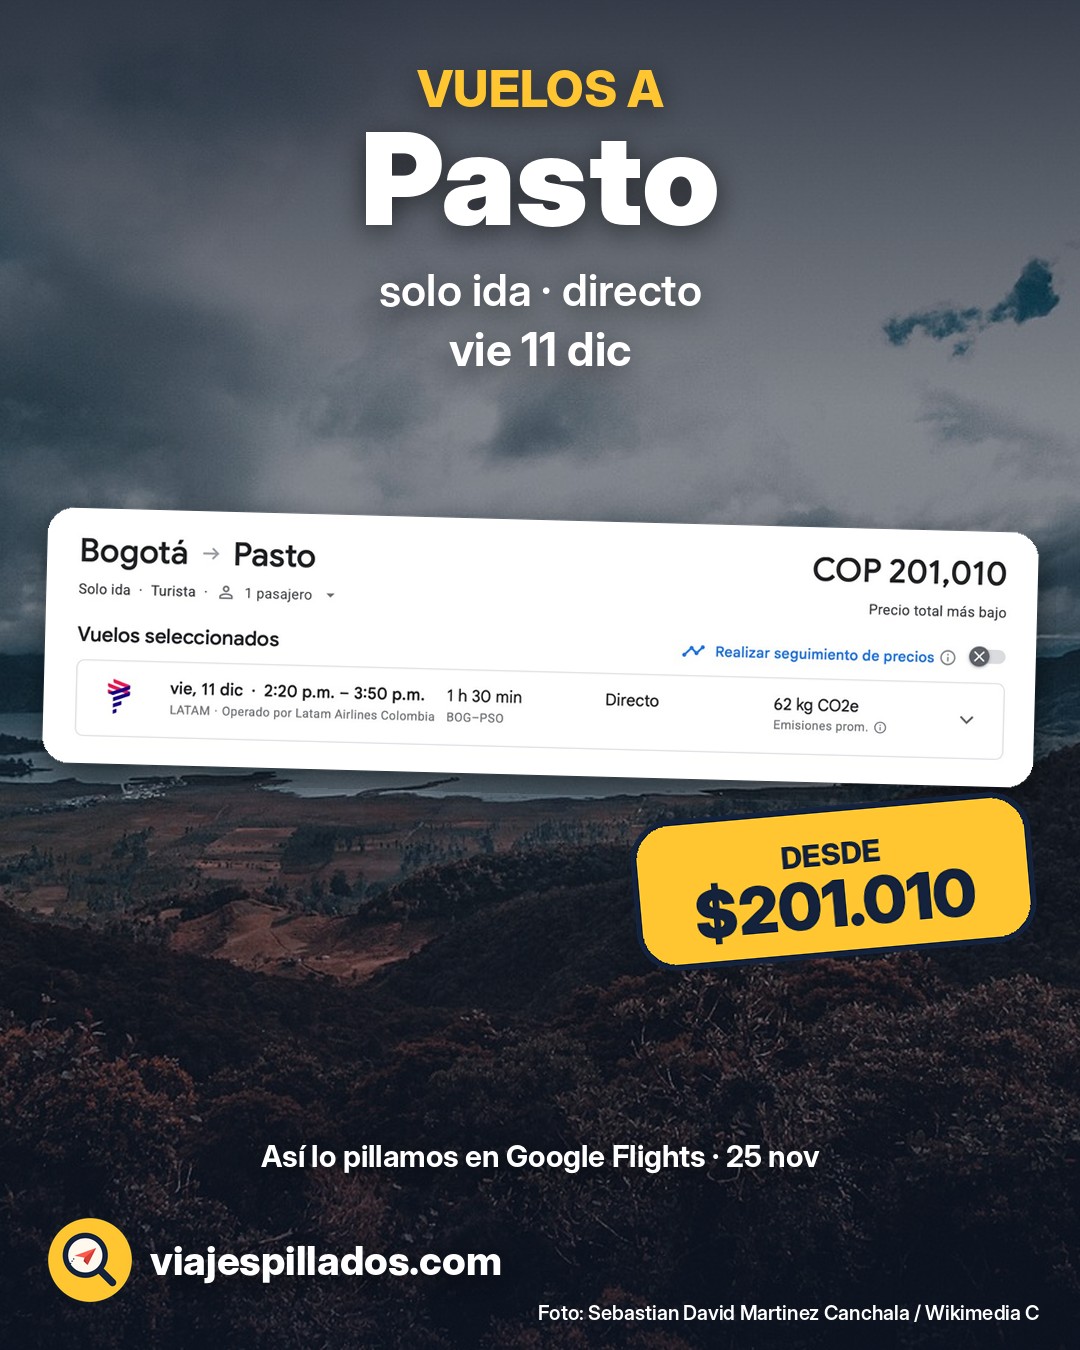 VUELOS A
Pasto
solo ida · directo
vie 11 dic
Bogotá → Pasto
COP 201,010
Solo ida · Turista · 1 pasajero
Precio total más bajo
Vuelos seleccionados
Realizar seguimiento de precios
vie, 11 dic · 2:20 p.m. – 3:50 p.m.
1 h 30 min
Directo
62 kg CO2e
LATAM · Operado por Latam Airlines Colombia
BOG–PSO
Emisiones prom.
DESDE
$201.010
Así lo pillamos en Google Flights · 25 nov
viajespillados.com
Foto: Sebastian David Martinez Canchala / Wikimedia C